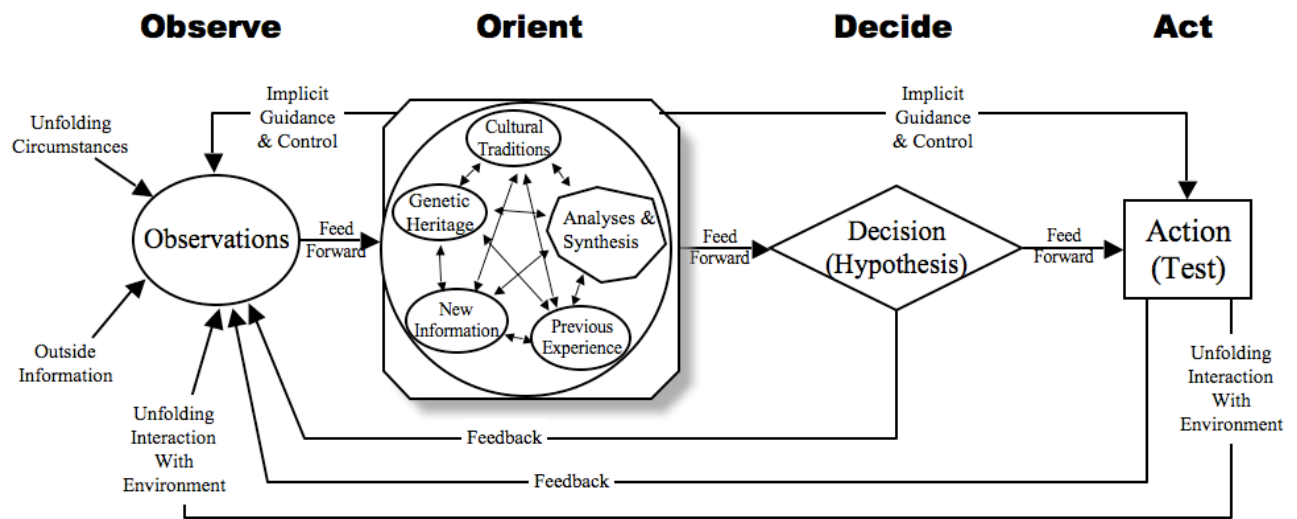 Observe
Orient
Decide
Act
Implicit
Guidance
& Control
Implicit
Guidance
& Control
Unfolding
Circumstances
Cultural
Traditions
Genetic
Heritage
Analyses &
Synthesis
New
Information
Previous
Experience
Observations
Feed
Forward
Feed
Forward
Decision
(Hypothesis)
Feed
Forward
Action
(Test)
Outside
Information
Unfolding
Interaction
With
Environment
Unfolding
Interaction
With
Environment
Feedback
Feedback